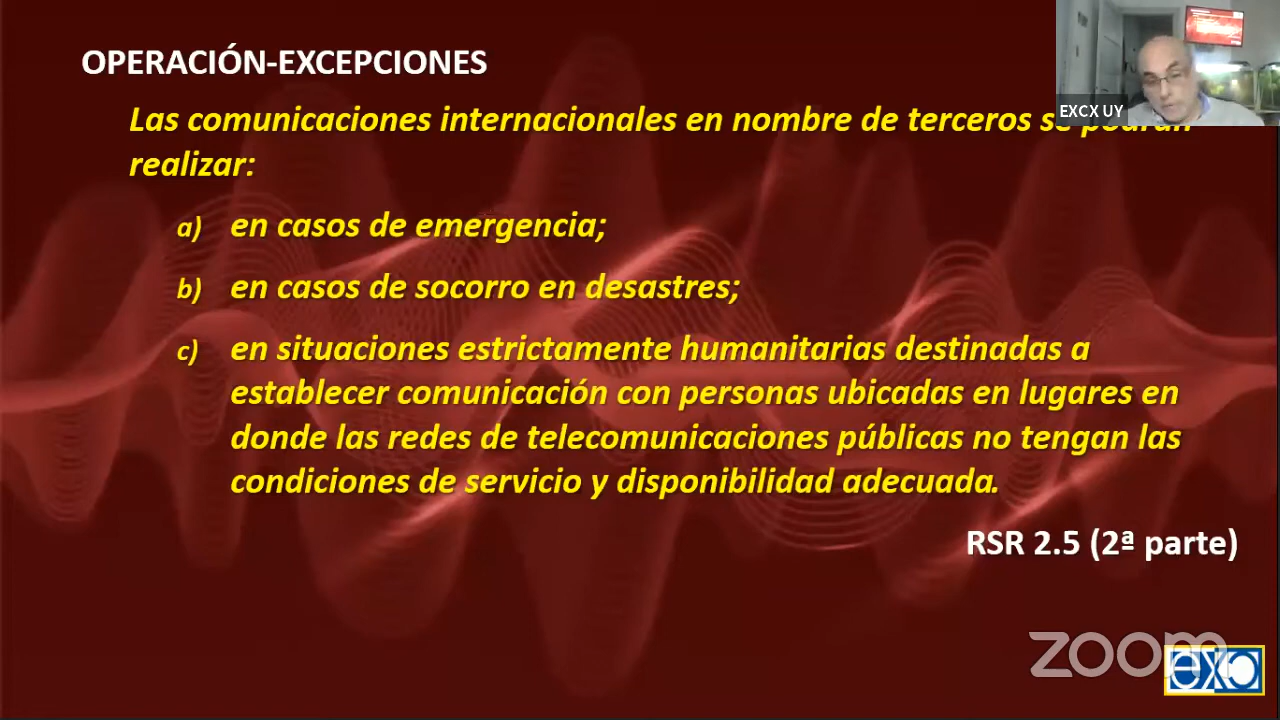 OPERACIÓN-EXCEPCIONES
Las comunicaciones internacionales en nombre de terceros se podrán
realizar:
a) en casos de emergencia;
b) en casos de socorro en desastres;
c) en situaciones estrictamente humanitarias destinadas a
establecer comunicación con personas ubicadas en lugares en
donde las redes de telecomunicaciones públicas no tengan las
condiciones de servicio y disponibilidad adecuada.
RSR 2.5 (2ª parte)
EXCX UY
zoom